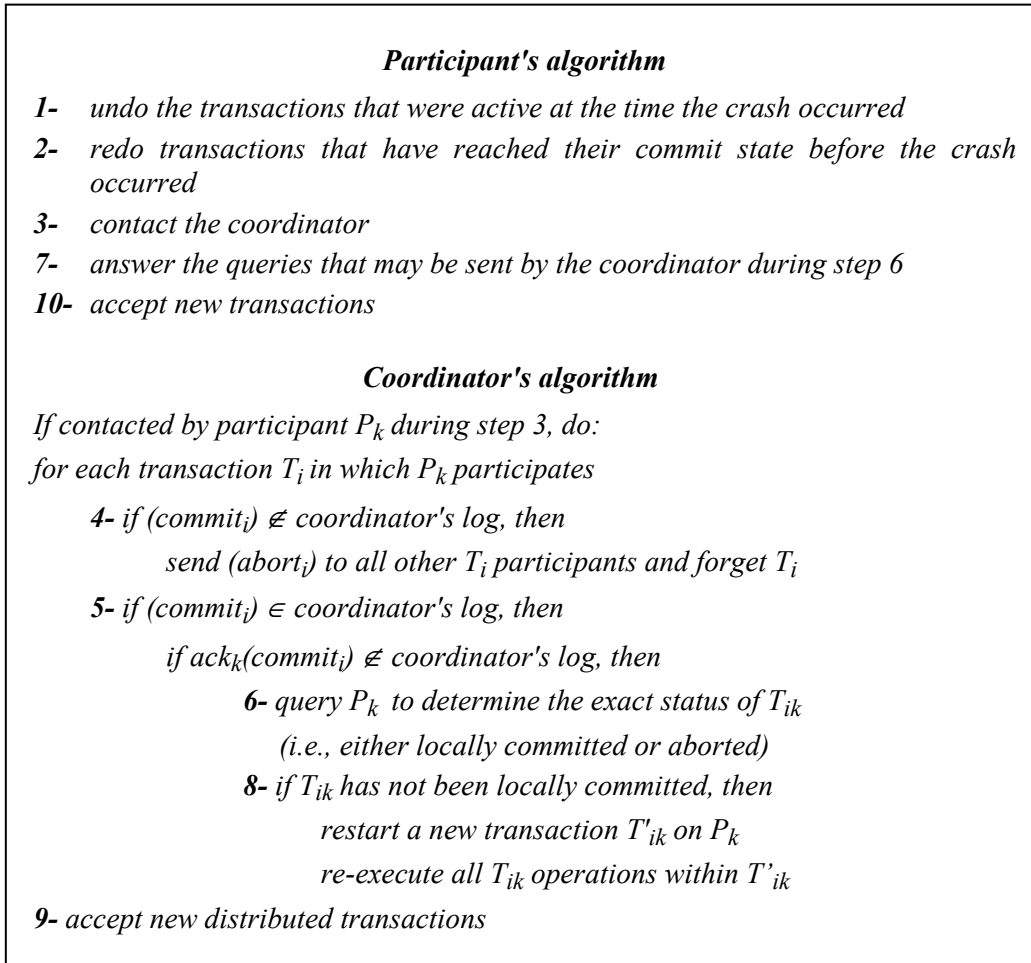 Participant's algorithm
1- undo the transactions that were active at the time the crash occurred
2- redo transactions that have reached their commit state before the crash
occurred
3- contact the coordinator
7- answer the queries that may be sent by the coordinator during step 6
10- accept new transactions
Coordinator's algorithm
If contacted by participant Pk during step 3, do:
for each transaction Ti in which Pk participates
4- if (commiti) ∉ coordinator's log, then
send (aborti) to all other Ti participants and forget Ti
5- if (commiti) ∈ coordinator's log, then
if ackk(commiti) ∉ coordinator's log, then
6- query Pk to determine the exact status of Tik
(i.e., either locally committed or aborted)
8- if Tik has not been locally committed, then
restart a new transaction T'ik on Pk
re-execute all Tik operations within T’ik
9- accept new distributed transactions